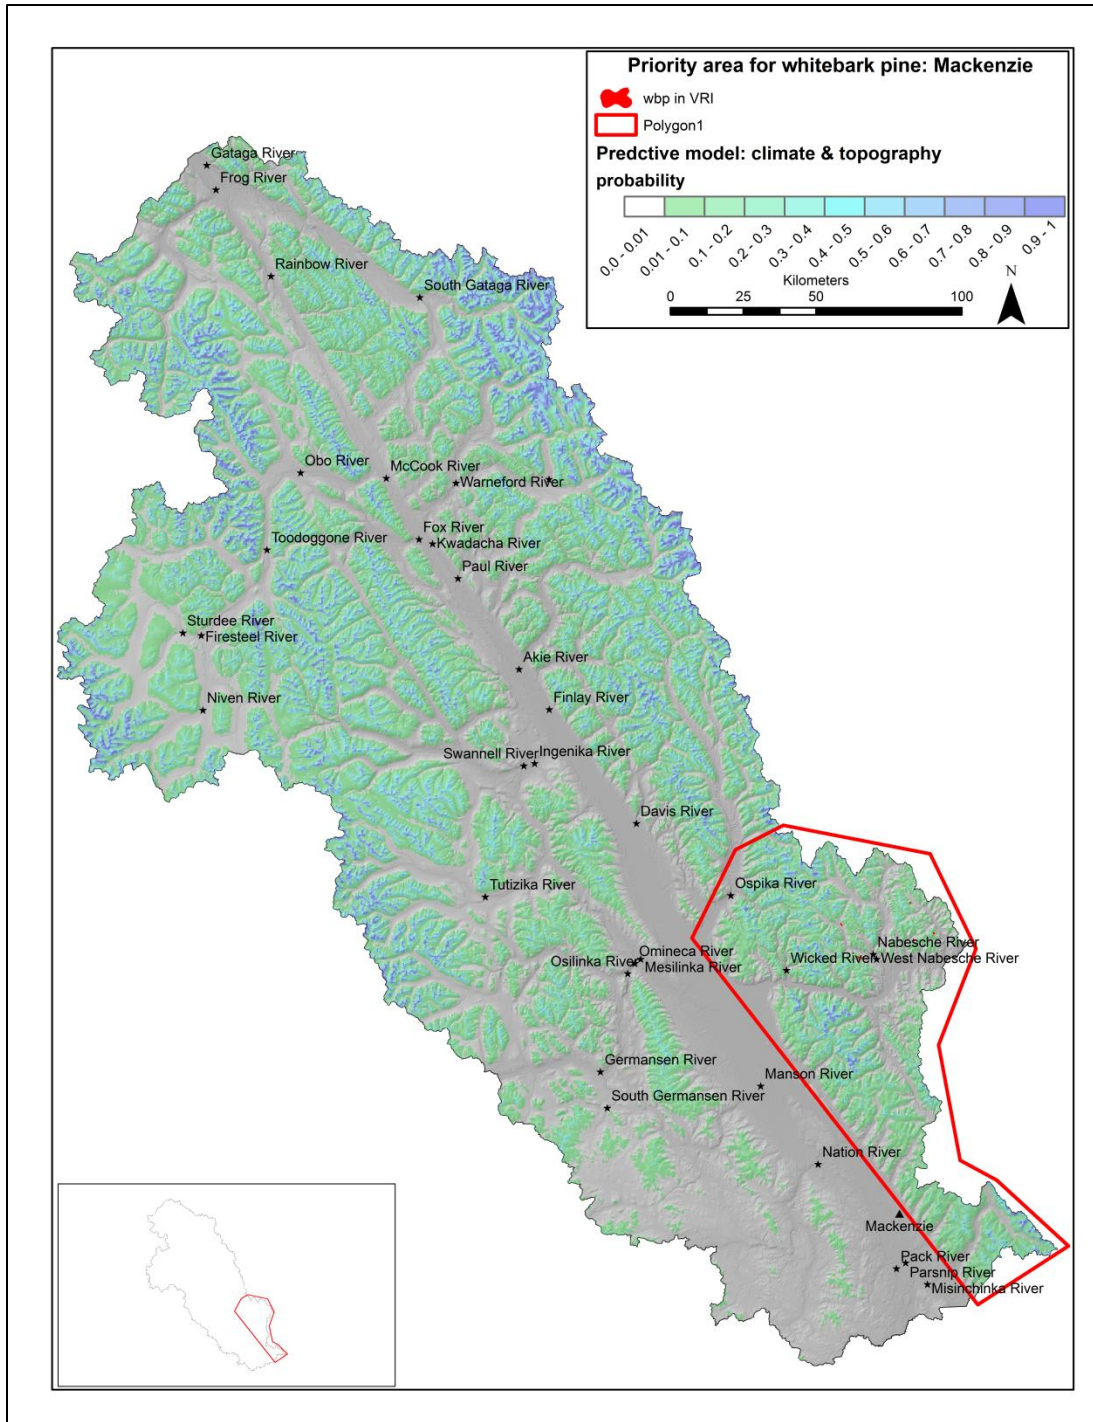 Priority area for whitebark pine: Mackenzie
wbp in VRI
Polygon1
Predctive model: climate & topography
probability
0.0 - 0.01
0.01 - 0.1
0.1 - 0.2
0.2 - 0.3
0.3 - 0.4
0.4 - 0.5
0.5 - 0.6
0.6 - 0.7
0.7 - 0.8
0.8 - 0.9
0.9 - 1
Kilometers
0 25 50 100
N
Gataga River
Frog River
Rainbow River
South Gataga River
Obo River
McCook River
Warneford River
Fox River
Kwadacha River
Toodoggone River
Paul River
Sturdee River
Firesteel River
Akie River
Niven River
Finlay River
Swannell River
Ingenika River
Davis River
Tutizika River
Ospika River
Nabesche River
Omineca River
Osilinka River
Wicked River
West Nabesche River
Mesilinka River
Germansen River
Manson River
South Germansen River
Nation River
Mackenzie
Pack River
Parsnip River
Misinchinka River